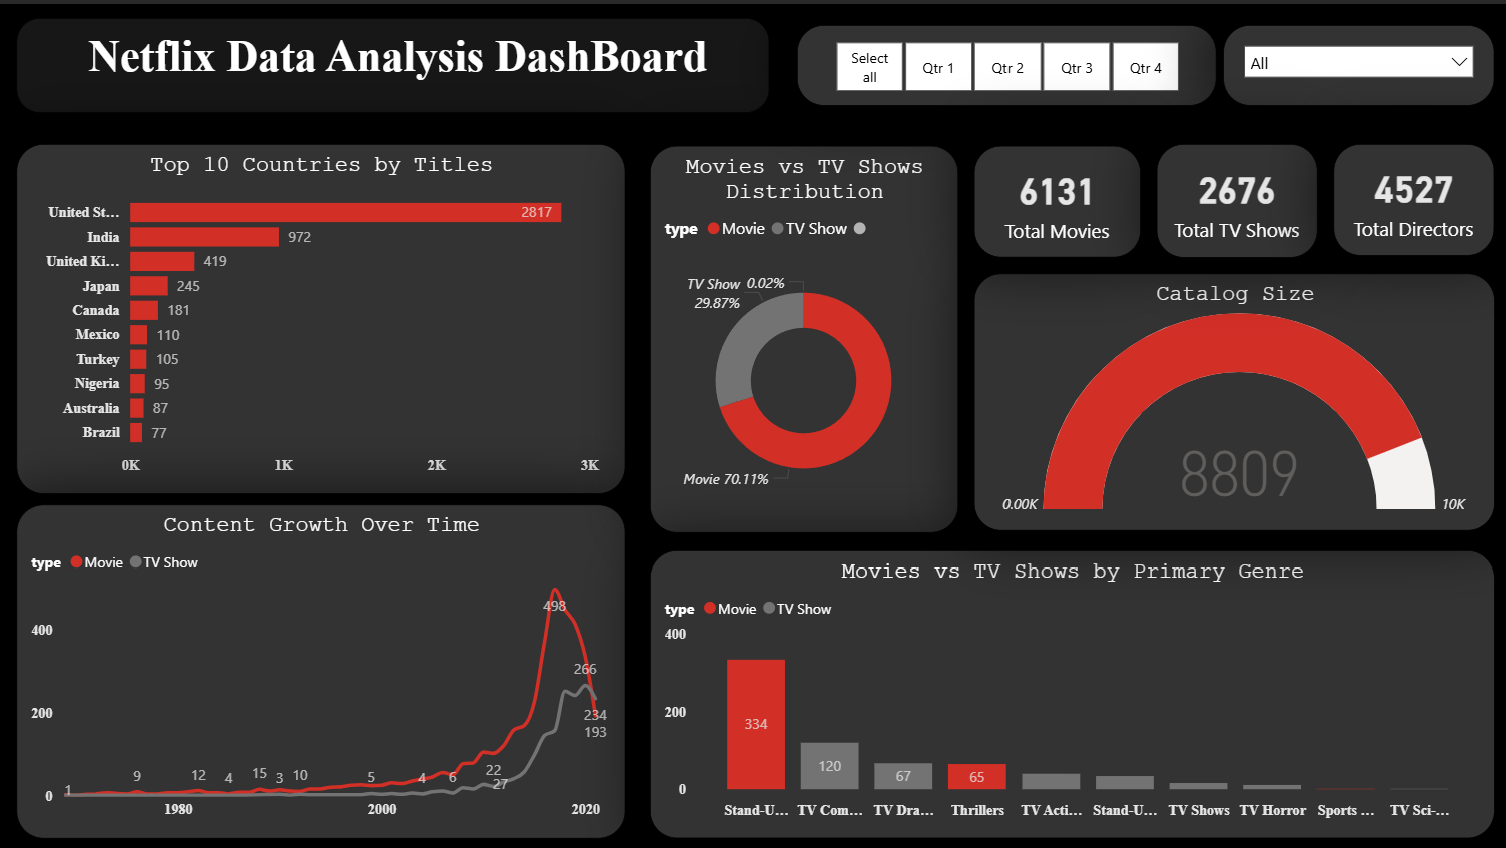 Netflix Data Analysis DashBoard
Select all
Qtr 1
Qtr 2
Qtr 3
Qtr 4
All
Top 10 Countries by Titles
United St... 2817
India 972
United Ki... 419
Japan 245
Canada 181
Mexico 110
Turkey 105
Nigeria 95
Australia 87
Brazil 77
0K 1K 2K 3K
Movies vs TV Shows
Distribution
type Movie TV Show
TV Show 0.02%
29.87%
Movie 70.11%
6131
Total Movies
2676
Total TV Shows
4527
Total Directors
Catalog Size
8809
0.00K 10K
Content Growth Over Time
type Movie TV Show
400
200
0
498
266
234
193
1 9 12 4 15 3 10 5 4 6 22 27
1980 2000 2020
Movies vs TV Shows by Primary Genre
type Movie TV Show
400
200
0
334 120 67 65
Stand-U... TV Com... TV Dra... Thrillers TV Acti... Stand-U... TV Shows TV Horror Sports ... TV Sci-...